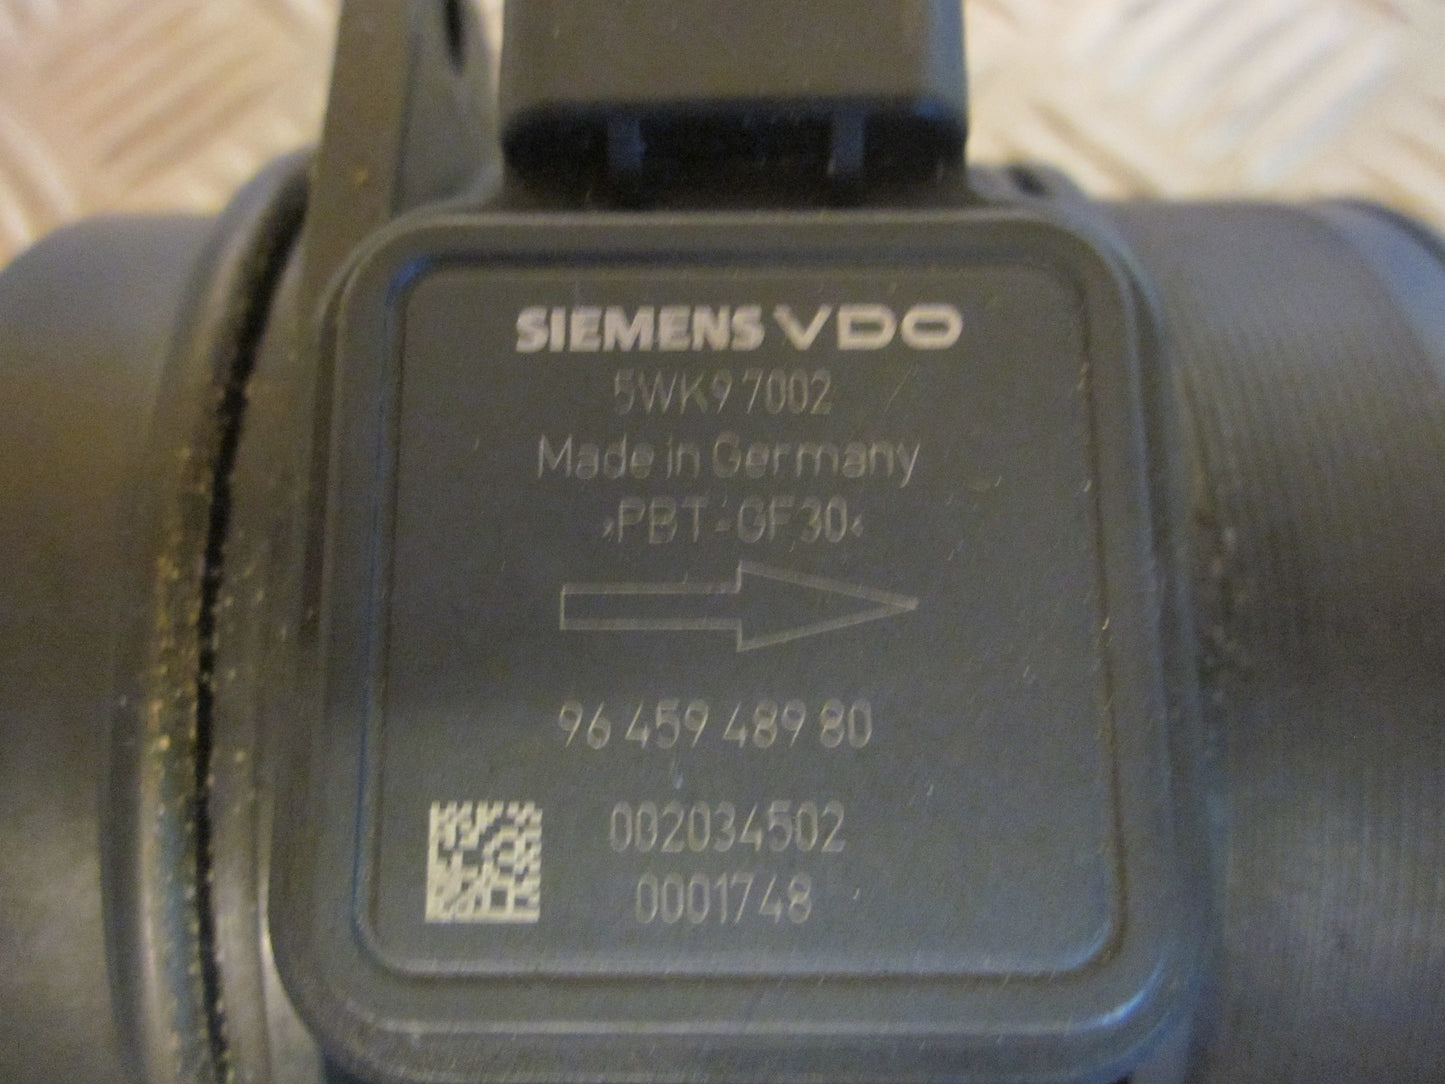 SIEMENS VDO
5WK9 7002
Made in Germany
›PBT-GF30‹
96 459 489 80
002034502
0001748